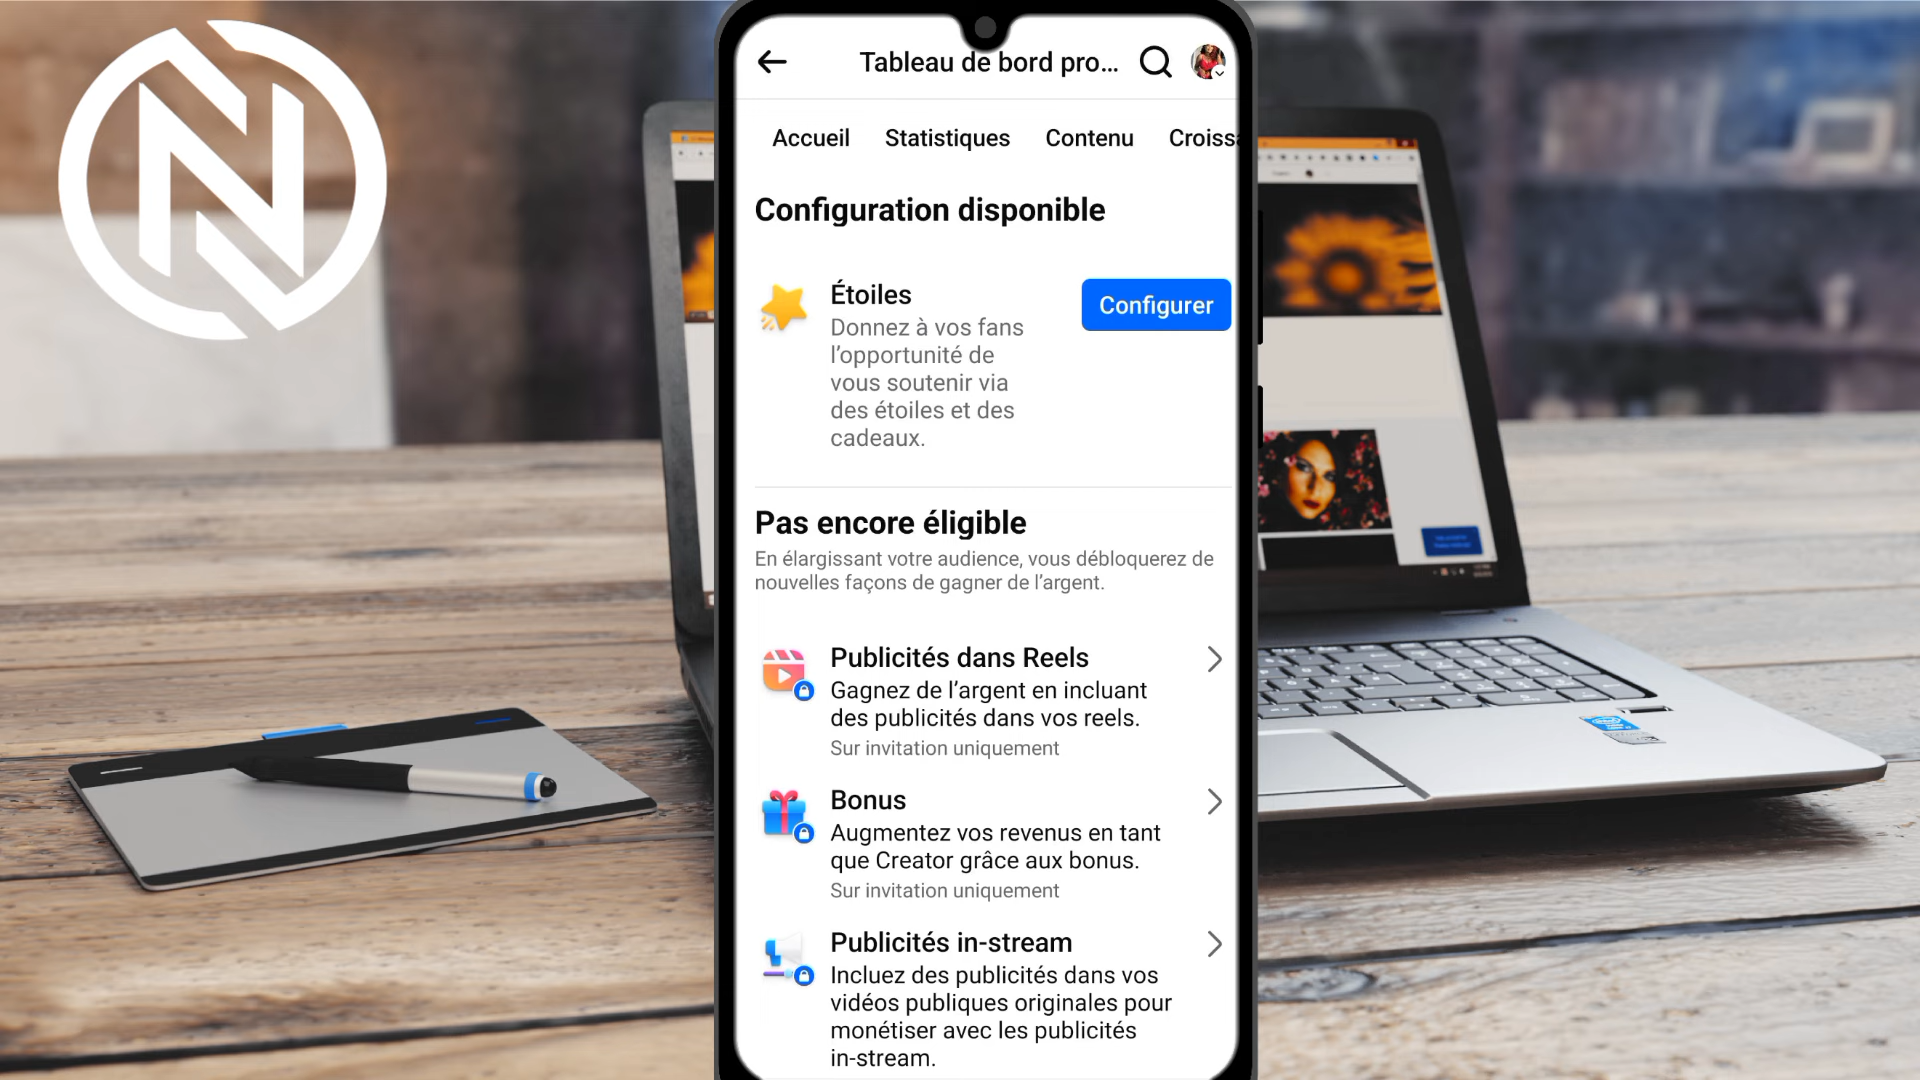 Tableau de bord pro...
Accueil Statistiques Contenu Croiss
Configuration disponible
Étoiles
Configurer
Donnez à vos fans
l’opportunité de
vous soutenir via
des étoiles et des
cadeaux.
Pas encore éligible
En élargissant votre audience, vous débloquerez de
nouvelles façons de gagner de l’argent.
Publicités dans Reels
Gagnez de l’argent en incluant
des publicités dans vos reels.
Sur invitation uniquement
Bonus
Augmentez vos revenus en tant
que Creator grâce aux bonus.
Sur invitation uniquement
Publicités in-stream
Incluez des publicités dans vos
vidéos publiques originales pour
monétiser avec les publicités
in-stream.